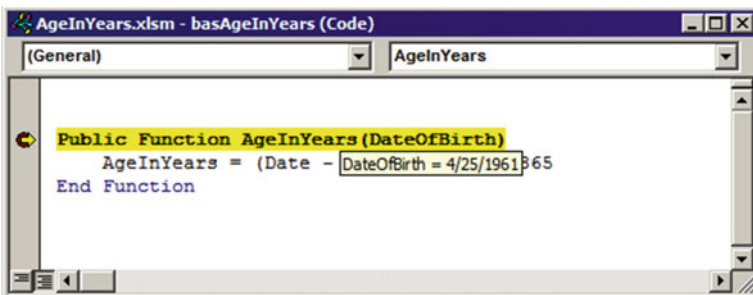 AgeInYears.xlsm - basAgeInYears (Code)
(General) AgeInYears
Public Function AgeInYears(DateOfBirth)
AgeInYears = (Date - DateOfBirth = 4/25/1961 365
End Function